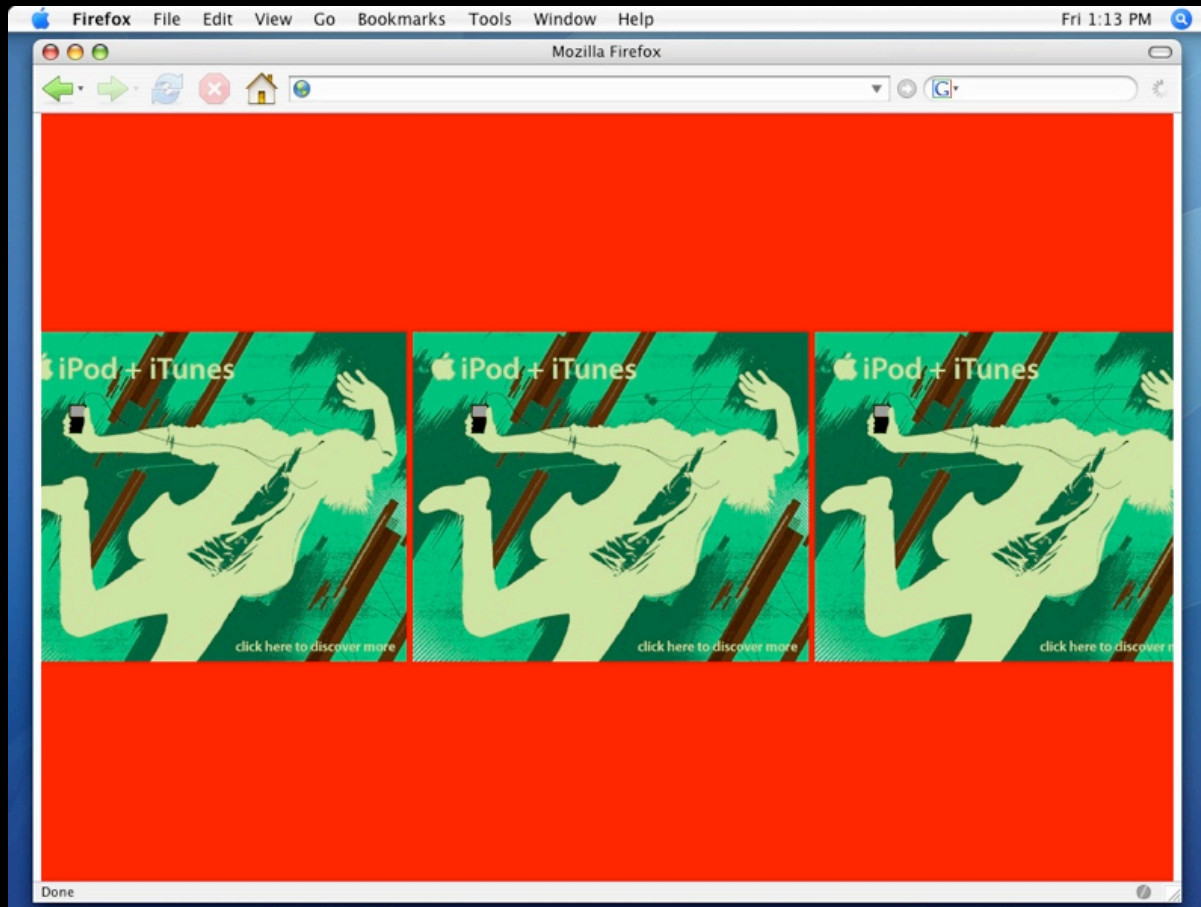 Firefox File Edit View Go Bookmarks Tools Window Help Fri 1:13 PM
Mozilla Firefox
G
iPod + iTunes iPod + iTunes iPod + iTunes
click here to discover more click here to discover more click here to discover
Done